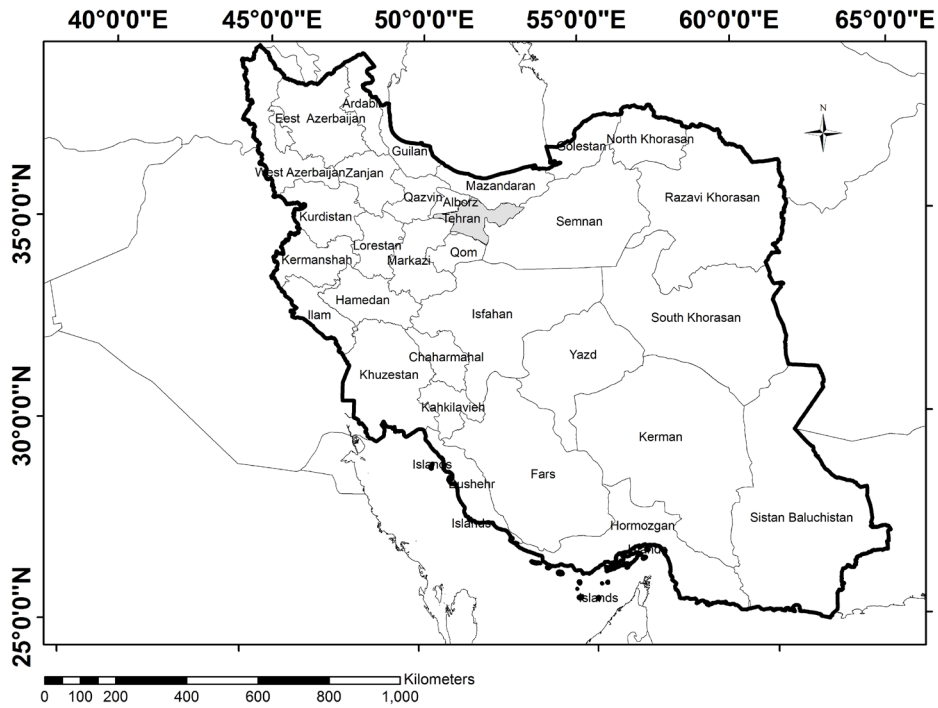 40°0'0"E 45°0'0"E 50°0'0"E 55°0'0"E 60°0'0"E 65°0'0"E
N
Ardabil
Eest Azerbaijan
Golestan
North Khorasan
Guilan
West Azerbaijan
Zanjan
Mazandaran
Qazvin
Alborz
Razavi Khorasan
35°0'0"N
Kurdistan
Tehran
Semnan
Lorestan
Kermanshah
Markazi
Qom
Hamedan
Ilam
Isfahan
South Khorasan
Chaharmahal
Yazd
Khuzestan
30°0'0"N
Kahkilavieh
Kerman
Islands
Fars
Bushehr
Islands
Hormozgan
Sistan Baluchistan
Islands
Islands
25°0'0"N
Kilometers
0 100 200 400 600 800 1,000